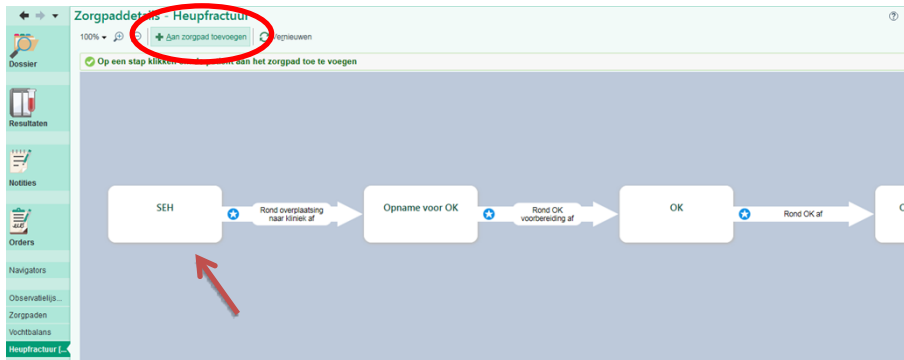 Zorgpaddetails - Heupfractuur
100%
Aan zorgpad toevoegen
Vernieuwen
Op een stap klikken aan het zorgpad toe te voegen
Dossier
Resultaten
Notities
Orders
Navigators
Observatielijs...
Zorgpaden
Vochtbalans
Heupfractuur [...
SEH
Rond overplaatsing
naar kliniek af
Opname voor OK
Rond OK
voorbereiding af
OK
Rond OK af